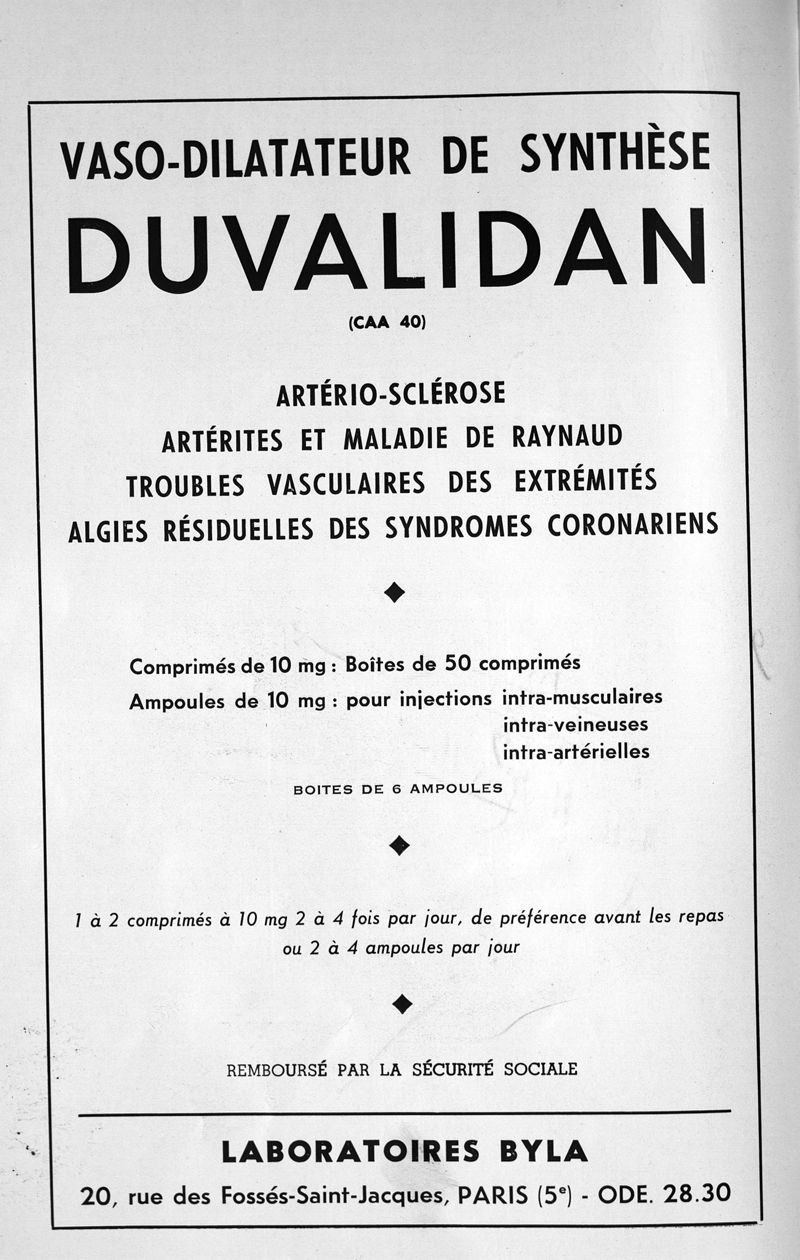 VASO-DILATATEUR DE SYNTHÈSE
DUVALIDAN
(CAA 40)
ARTÉRIO-SCLÉROSE
ARTÉRITES ET MALADIE DE RAYNAUD
TROUBLES VASCULAIRES DES EXTRÉMITÉS
ALGIES RÉSIDUELLES DES SYNDROMES CORONARIENS
Comprimés de 10 mg : Boîtes de 50 comprimés
Ampoules de 10 mg : pour injections intra-musculaires
intra-veineuses
intra-artérielles
BOITES DE 6 AMPOULES
1 à 2 comprimés à 10 mg 2 à 4 fois par jour, de préférence avant les repas
ou 2 à 4 ampoules par jour
REMBOURSÉ PAR LA SÉCURITÉ SOCIALE
LABORATOIRES BYLA
20, rue des Fossés-Saint-Jacques, PARIS (5e) - ODE. 28.30